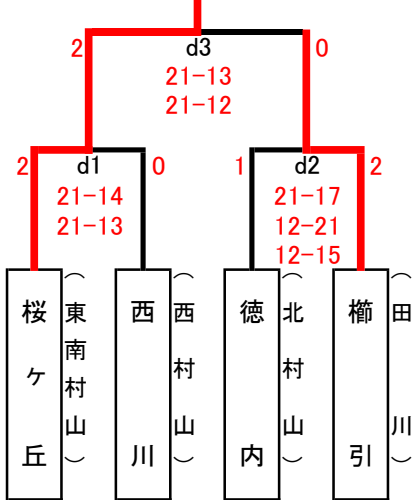 2 d3 0
21-13
21-12
2 d1 0
21-14
21-13
1 d2 2
21-17
12-21
12-15
桜ヶ丘
(東南村山)
西川
(西村山)
徳内
(北村山)
櫛引
(田川)